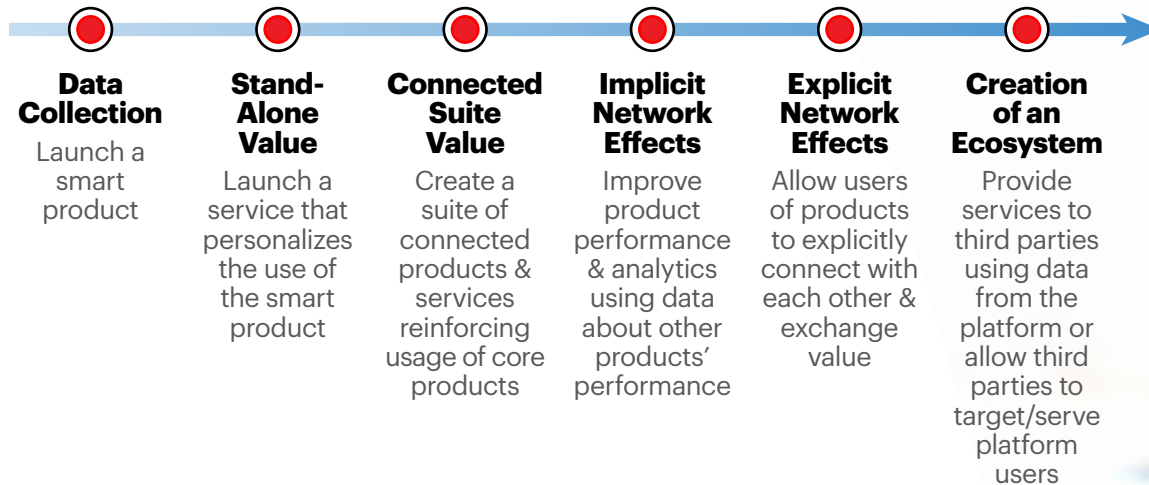 Data
Collection
Launch a
smart
product
Stand-
Alone
Value
Launch a
service that
personalizes
the use of
the smart
product
Connected
Suite
Value
Create a
suite of
connected
products &
services
reinforcing
usage of core
products
Implicit
Network
Effects
Improve
product
performance
& analytics
using data
about other
products’
performance
Explicit
Network
Effects
Allow users
of products
to explicitly
connect with
each other &
exchange
value
Creation
of an
Ecosystem
Provide
services to
third parties
using data
from the
platform or
allow third
parties to
target/serve
platform
users